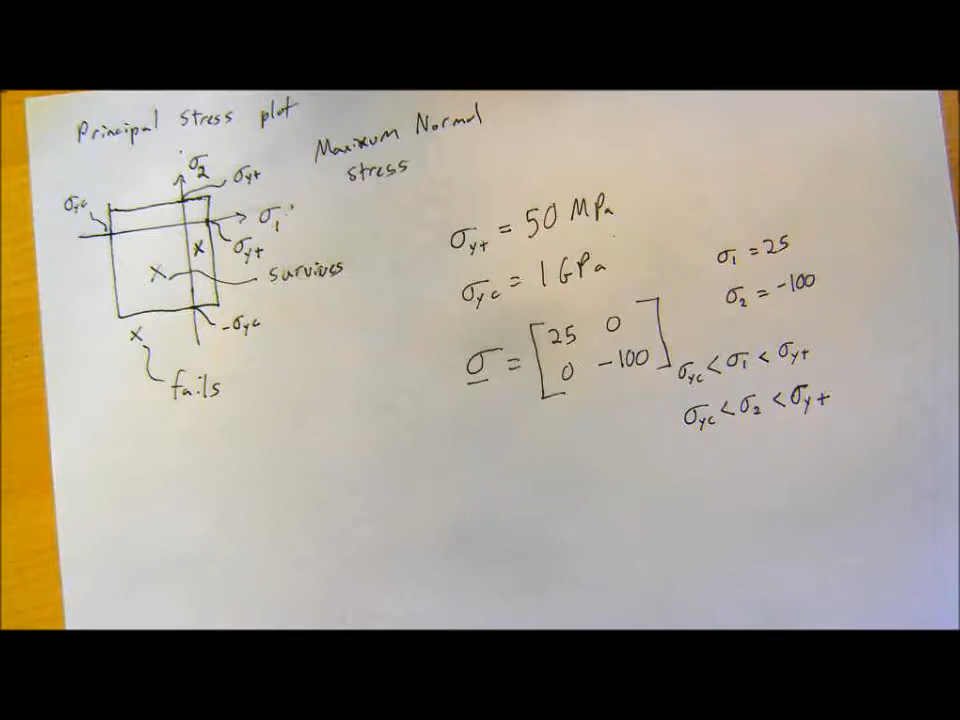 Principal stress plot
Maximum Normal
stress
σ₂
σyt
σyc
σ₁
σyt
X
X
survives
-σyc
X
fails
σyt = 50 MPa
σyc = 1 GPa
σ = [25 0
0 -100]
σ₁ = 25
σ₂ = -100
σyc < σ₁ < σyt
σyc < σ₂ < σyt